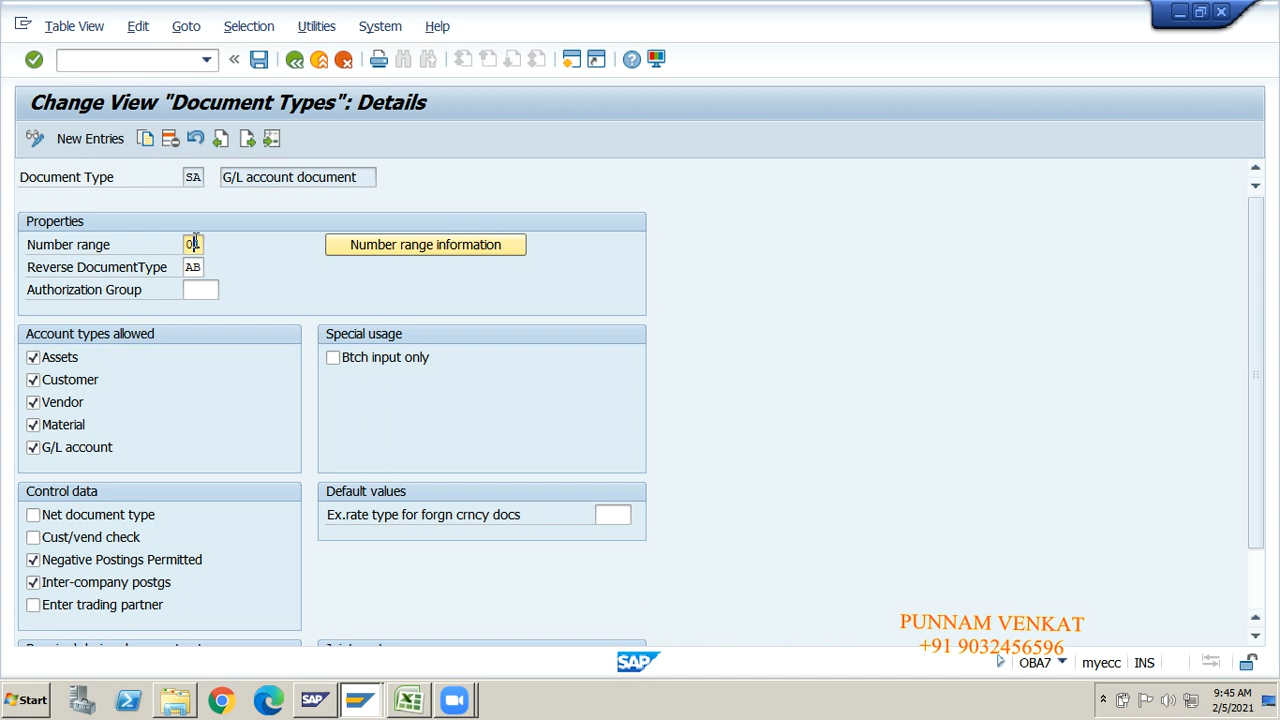 Table View Edit Goto Selection Utilities System Help
Change View "Document Types": Details
New Entries
Document Type SA G/L account document
Properties
Number range Number range information
Reverse DocumentType AB
Authorization Group
Account types allowed Special usage
Assets Btch input only
Customer
Vendor
Material
G/L account
Control data Default values
Net document type Ex.rate type for forgn crncy docs
Cust/vend check
Negative Postings Permitted
Inter-company postgs
Enter trading partner
PUNNAM VENKAT
+91 9032456596
SAP OBA7 myecc INS
Start SAP 9:45 AM
2/5/2021